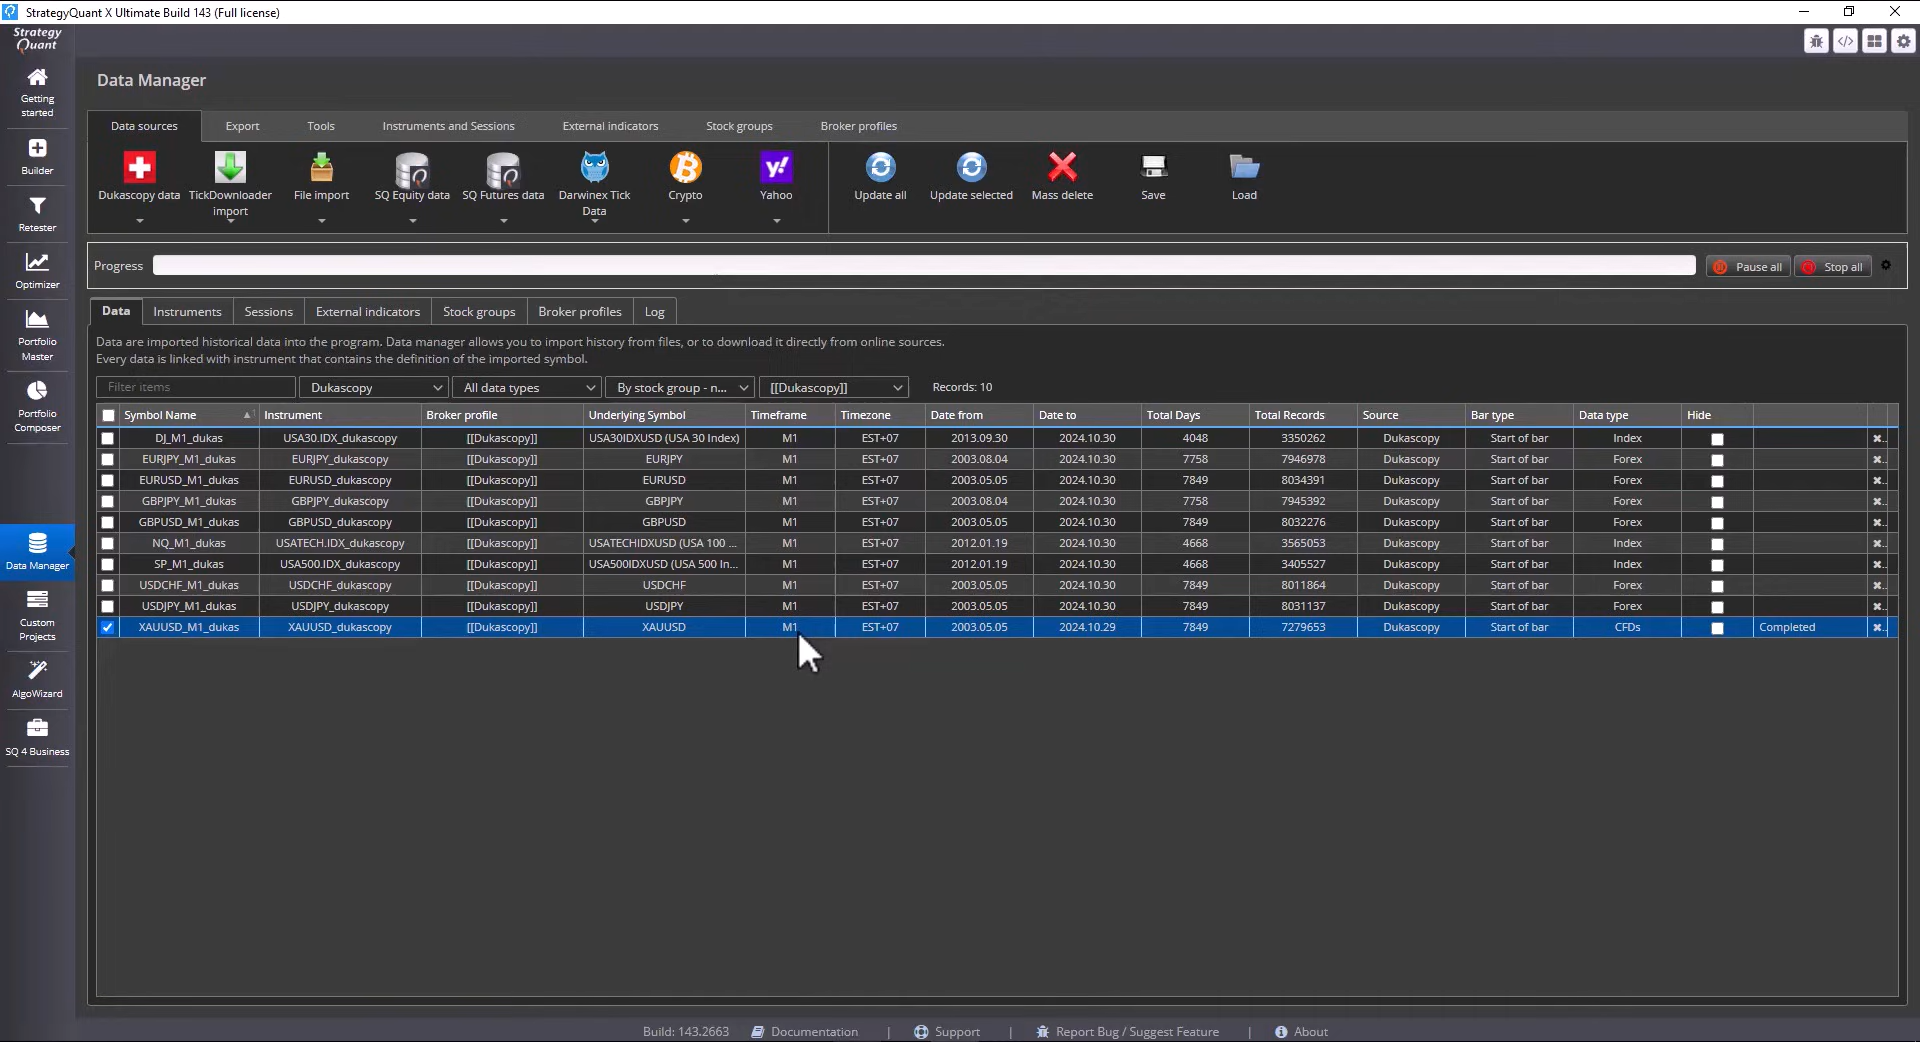 StrategyQuant X Ultimate Build 143 (Full license)
Strategy
Quant
Getting
started
Builder
Retester
Optimizer
Portfolio
Master
Portfolio
Composer
Data Manager
Custom
Projects
AlgoWizard
SQ 4 Business
Data Manager
Data sources Export Tools Instruments and Sessions External indicators Stock groups Broker profiles
Dukascopy data TickDownloader import File import SQ Equity data SQ Futures data Darwinex Tick Data Crypto Yahoo Update all Update selected Mass delete Save Load
Progress Pause all Stop all
Data Instruments Sessions External indicators Stock groups Broker profiles Log
Data are imported historical data into the program. Data manager allows you to import history from files, or to download it directly from online sources.
Every data is linked with instrument that contains the definition of the imported symbol.
Filter items Dukascopy All data types By stock group - n... [[Dukascopy]] Records: 10
Symbol Name Instrument Broker profile Underlying Symbol Timeframe Timezone Date from Date to Total Days Total Records Source Bar type Data type Hide
DJ_M1_dukas USA30.IDX_dukascopy [[Dukascopy]] USA30IDXUSD (USA 30 Index) M1 EST+07 2013.09.30 2024.10.30 4048 3350262 Dukascopy Start of bar Index
EURJPY_M1_dukas EURJPY_dukascopy [[Dukascopy]] EURJPY M1 EST+07 2003.08.04 2024.10.30 7758 7946978 Dukascopy Start of bar Forex
EURUSD_M1_dukas EURUSD_dukascopy [[Dukascopy]] EURUSD M1 EST+07 2003.05.05 2024.10.30 7849 8034391 Dukascopy Start of bar Forex
GBPJPY_M1_dukas GBPJPY_dukascopy [[Dukascopy]] GBPJPY M1 EST+07 2003.08.04 2024.10.30 7758 7945392 Dukascopy Start of bar Forex
GBPUSD_M1_dukas GBPUSD_dukascopy [[Dukascopy]] GBPUSD M1 EST+07 2003.05.05 2024.10.30 7849 8032276 Dukascopy Start of bar Forex
NQ_M1_dukas USATECH.IDX_dukascopy [[Dukascopy]] USATECHIDXUSD (USA 100 ... M1 EST+07 2012.01.19 2024.10.30 4668 3565053 Dukascopy Start of bar Index
SP_M1_dukas USA500.IDX_dukascopy [[Dukascopy]] USA500IDXUSD (USA 500 In... M1 EST+07 2012.01.19 2024.10.30 4668 3405527 Dukascopy Start of bar Index
USDCHF_M1_dukas USDCHF_dukascopy [[Dukascopy]] USDCHF M1 EST+07 2003.05.05 2024.10.30 7849 8011864 Dukascopy Start of bar Forex
USDJPY_M1_dukas USDJPY_dukascopy [[Dukascopy]] USDJPY M1 EST+07 2003.05.05 2024.10.30 7849 8031137 Dukascopy Start of bar Forex
XAUUSD_M1_dukas XAUUSD_dukascopy [[Dukascopy]] XAUUSD M1 EST+07 2003.05.05 2024.10.29 7849 7279653 Dukascopy Start of bar CFDs Completed
Build: 143.2663 Documentation | Support | Report Bug / Suggest Feature | About